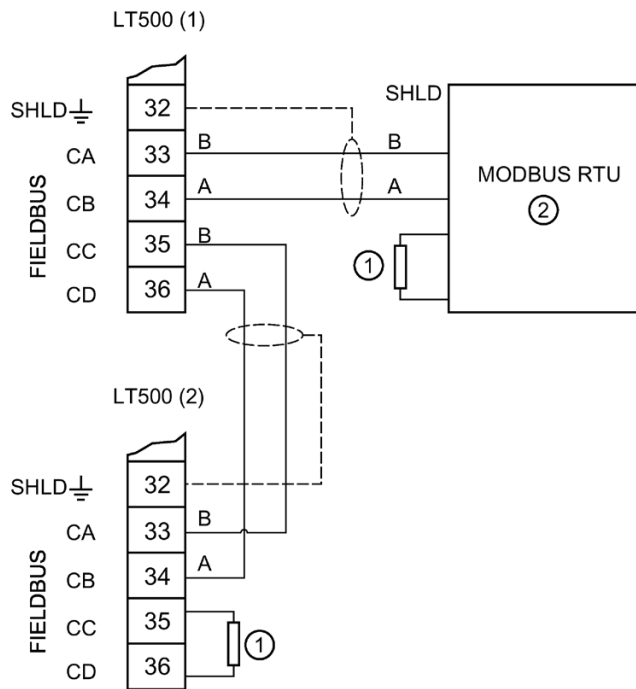 LT500 (1)
SHLD
32
SHLD
CA
33
B
B
CB
34
A
A
MODBUS RTU
2
CC
35
B
1
CD
36
A
FIELDBUS
LT500 (2)
SHLD
32
CA
33
B
CB
34
A
CC
35
1
CD
36
FIELDBUS